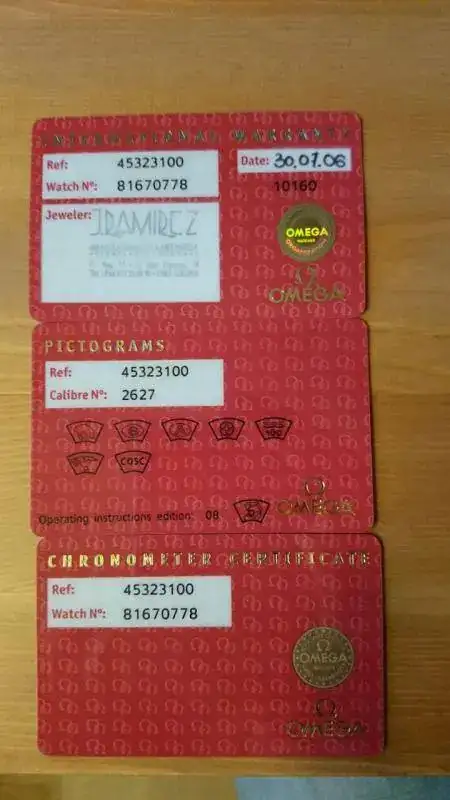 INTERNATIONAL WARRANTY
Ref: 45323100
Watch Nº: 81670778
Date: 30,07.06
10160
Jeweler: J.RAMIREZ
OMEGA
OMEGA
PICTOGRAMS
Ref: 45323100
Calibre Nº: 2627
COSC
Operating instructions edition: 08
OMEGA
CHRONOMETER CERTIFICATE
Ref: 45323100
Watch Nº: 81670778
OMEGA
OMEGA